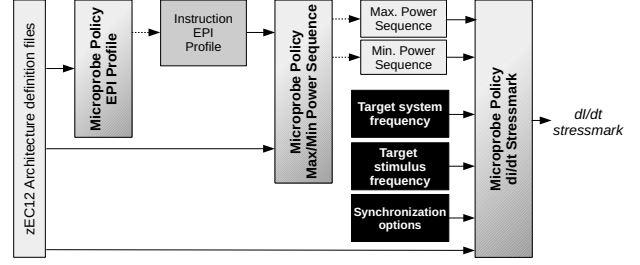 zEC12 Architecture definition files
Microprobe Policy
EPI Profile
Instruction
EPI
Profile
Microprobe Policy
Max/Min Power Sequence
Max. Power
Sequence
Min. Power
Sequence
Target system
frequency
Target
stimulus
frequency
Synchronization
options
Microprobe Policy
di/dt Stressmark
dI/dt
stressmark